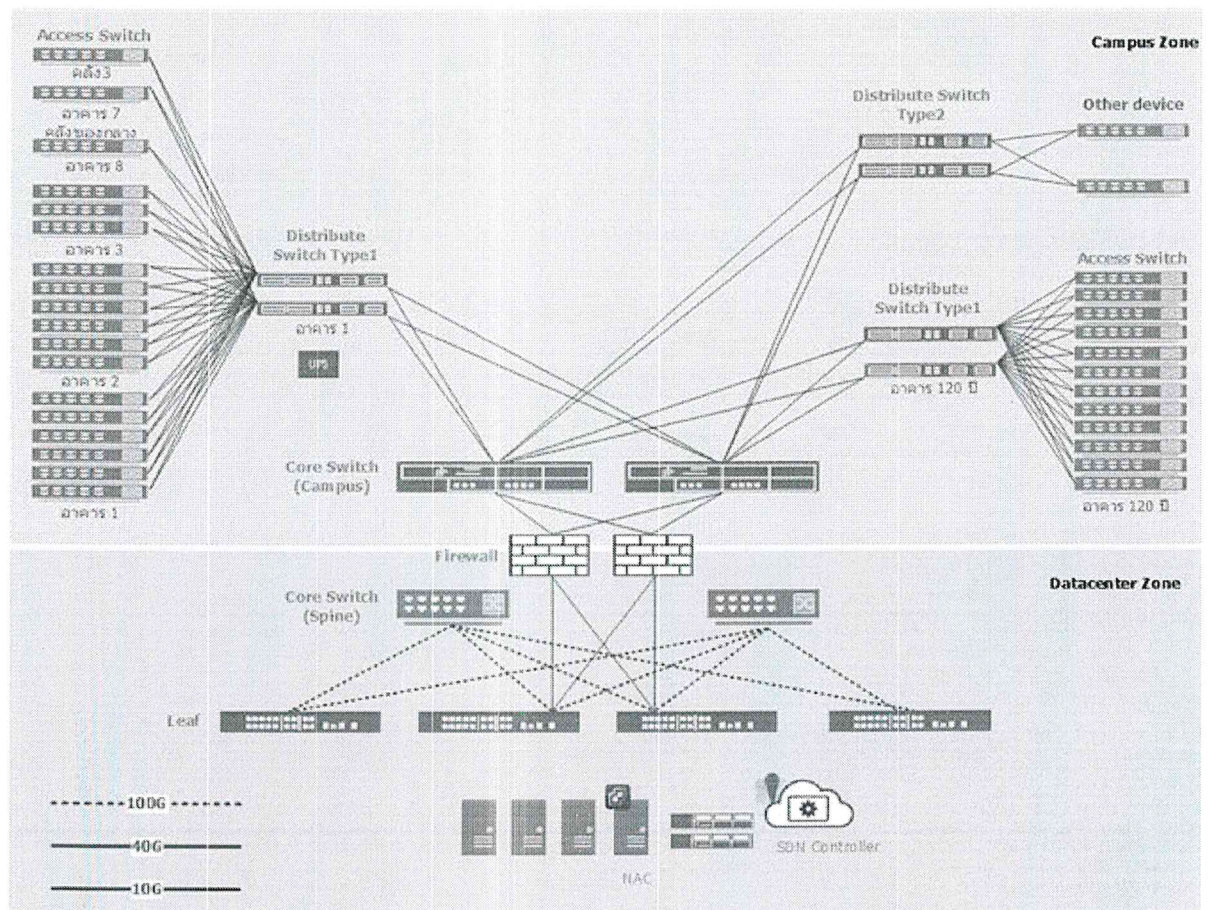 Access Switch
คลัง3
อาคาร 7
คลังของกลาง
อาคาร 8
อาคาร 3
อาคาร 2
อาคาร 1
Distribute
Switch Type1
อาคาร 1
UPS
Campus Zone
Distribute Switch
Type2
Other device
Distribute
Switch Type1
อาคาร 120 ปี
Access Switch
อาคาร 120 ปี
Core Switch
(Campus)
Firewall
Datacenter Zone
Core Switch
(Spine)
Leaf
100G
40G
10G
NAC
SDN Controller